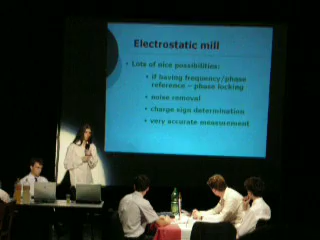 Electrostatic mill
• Lots of nice possibilities:
• if having frequency/phase
reference – phase locking
• noise removal
• charge sign determination
• very accurate measurement